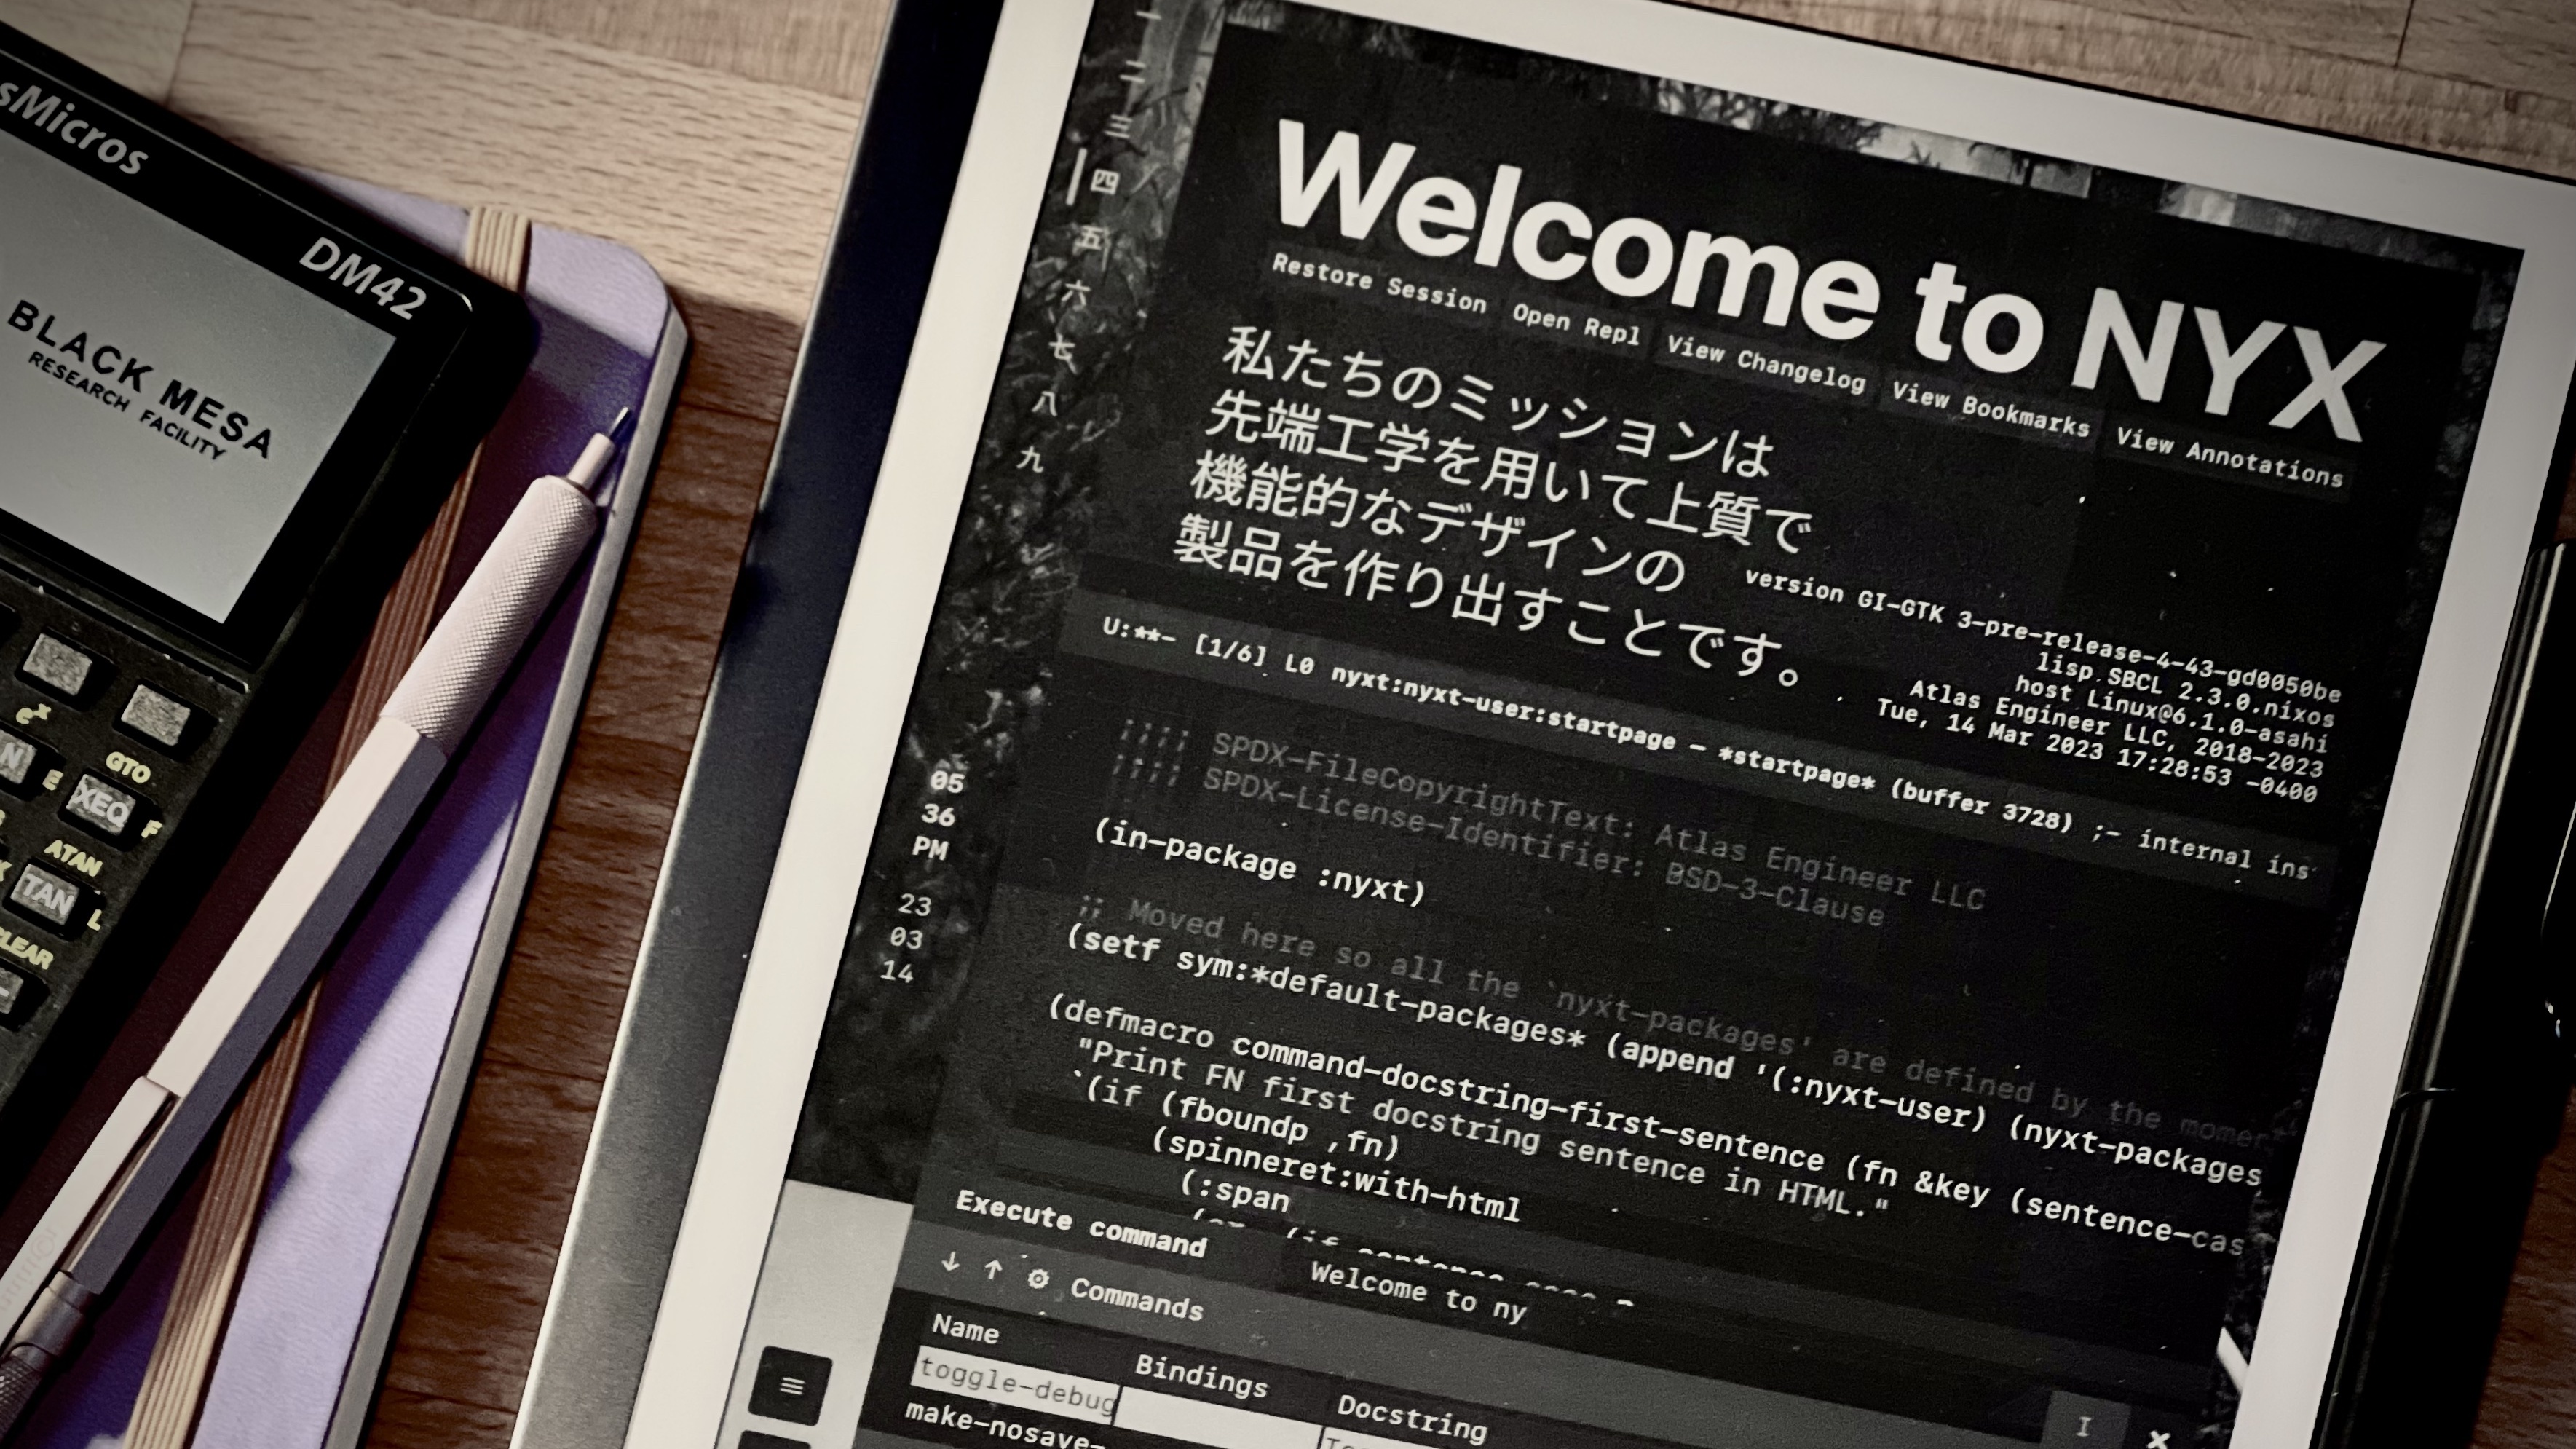 sMicros
DM42
BLACK MESA
RESEARCH FACILITY
e^x
GTO
N
E
XEQ
F
ATAN
TAN
L
CLEAR
一
二
三
四
五
六
七
八
九
05
36
PM
23
03
14
Welcome to NYX
Restore Session Open Repl View Changelog View Bookmarks View Annotations
私たちのミッションは
先端工学を用いて上質で
機能的なデザインの
製品を作り出すことです。
version GI-GTK 3-pre-release-4-43-gd0050be
lisp SBCL 2.3.0.nixos
host Linux@6.1.0-asahi
Atlas Engineer LLC, 2018-2023
Tue, 14 Mar 2023 17:28:53 -0400
U:**- [1/6] L0 nyxt:nyxt-user:startpage - *startpage* (buffer 3728) ;- internal ins
;;;; SPDX-FileCopyrightText: Atlas Engineer LLC
;;;; SPDX-License-Identifier: BSD-3-Clause
(in-package :nyxt)
;; Moved here so all the `nyxt-packages' are defined by the moment
(setf sym:*default-packages* (append '(:nyxt-user) (nyxt-packages
(defmacro command-docstring-first-sentence (fn &key (sentence-cas
"Print FN first docstring sentence in HTML."
`(if (fboundp ,fn)
(spinneret:with-html
(:span
Execute command
Welcome to ny
↓ ↑ ⚙ Commands
Name Bindings Docstring
toggle-debug
make-nosave-